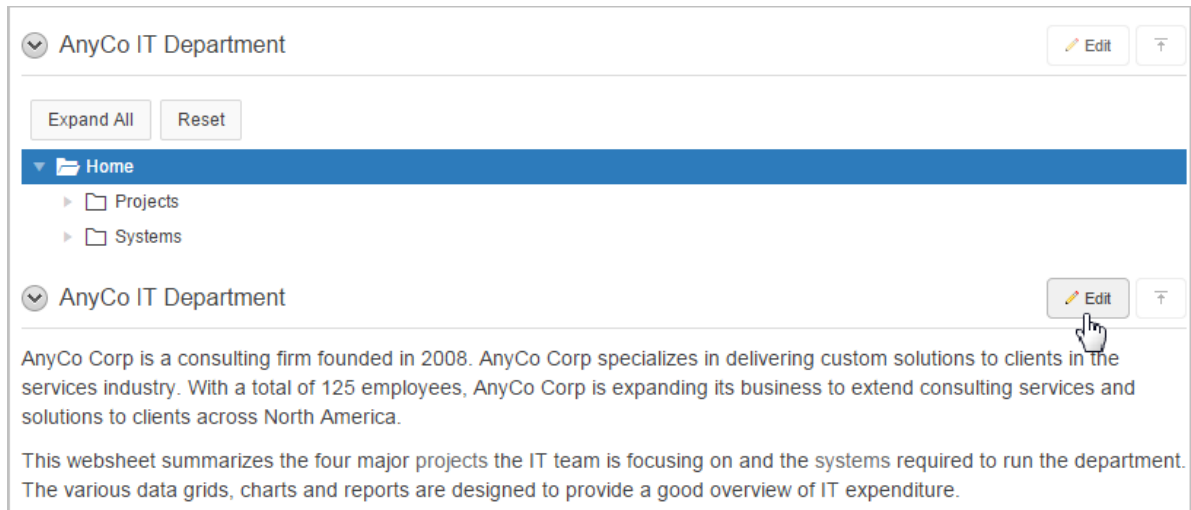 AnyCo IT Department
Edit
Expand All
Reset
Home
Projects
Systems
AnyCo IT Department
Edit
AnyCo Corp is a consulting firm founded in 2008. AnyCo Corp specializes in delivering custom solutions to clients in the
services industry. With a total of 125 employees, AnyCo Corp is expanding its business to extend consulting services and
solutions to clients across North America.
This websheet summarizes the four major projects the IT team is focusing on and the systems required to run the department.
The various data grids, charts and reports are designed to provide a good overview of IT expenditure.